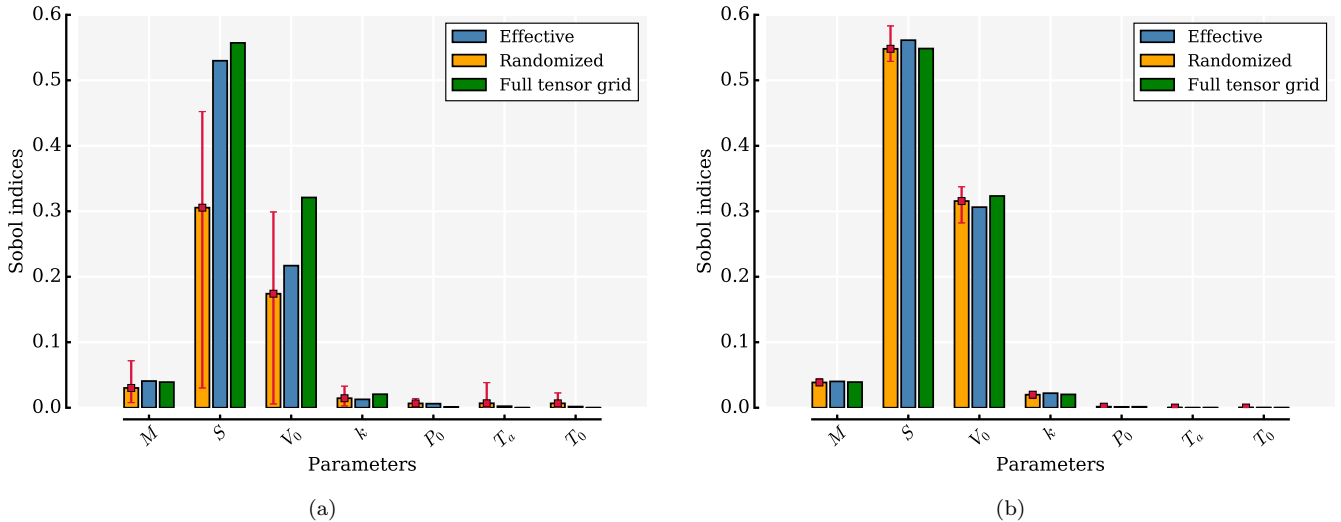 0.6
0.5
0.4
0.3
0.2
0.1
0.0
Sobol indices
Effective
Randomized
Full tensor grid
M S V₀ k P₀ Tₐ T₀
Parameters
(a)
0.6
0.5
0.4
0.3
0.2
0.1
0.0
Sobol indices
Effective
Randomized
Full tensor grid
M S V₀ k P₀ Tₐ T₀
Parameters
(b)